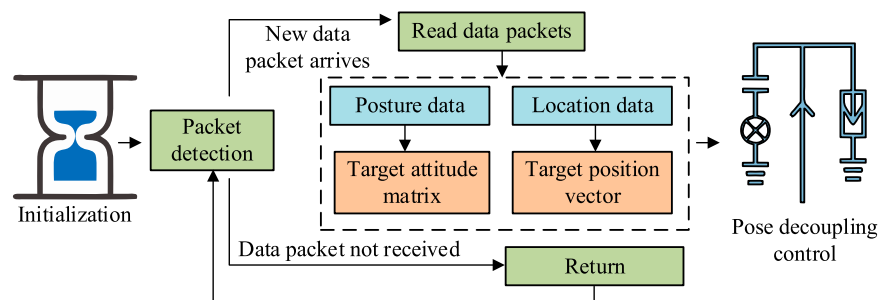 Initialization
Packet
detection
New data
packet arrives
Read data packets
Posture data
Location data
Target attitude
matrix
Target position
vector
Data packet not received
Return
Pose decoupling
control